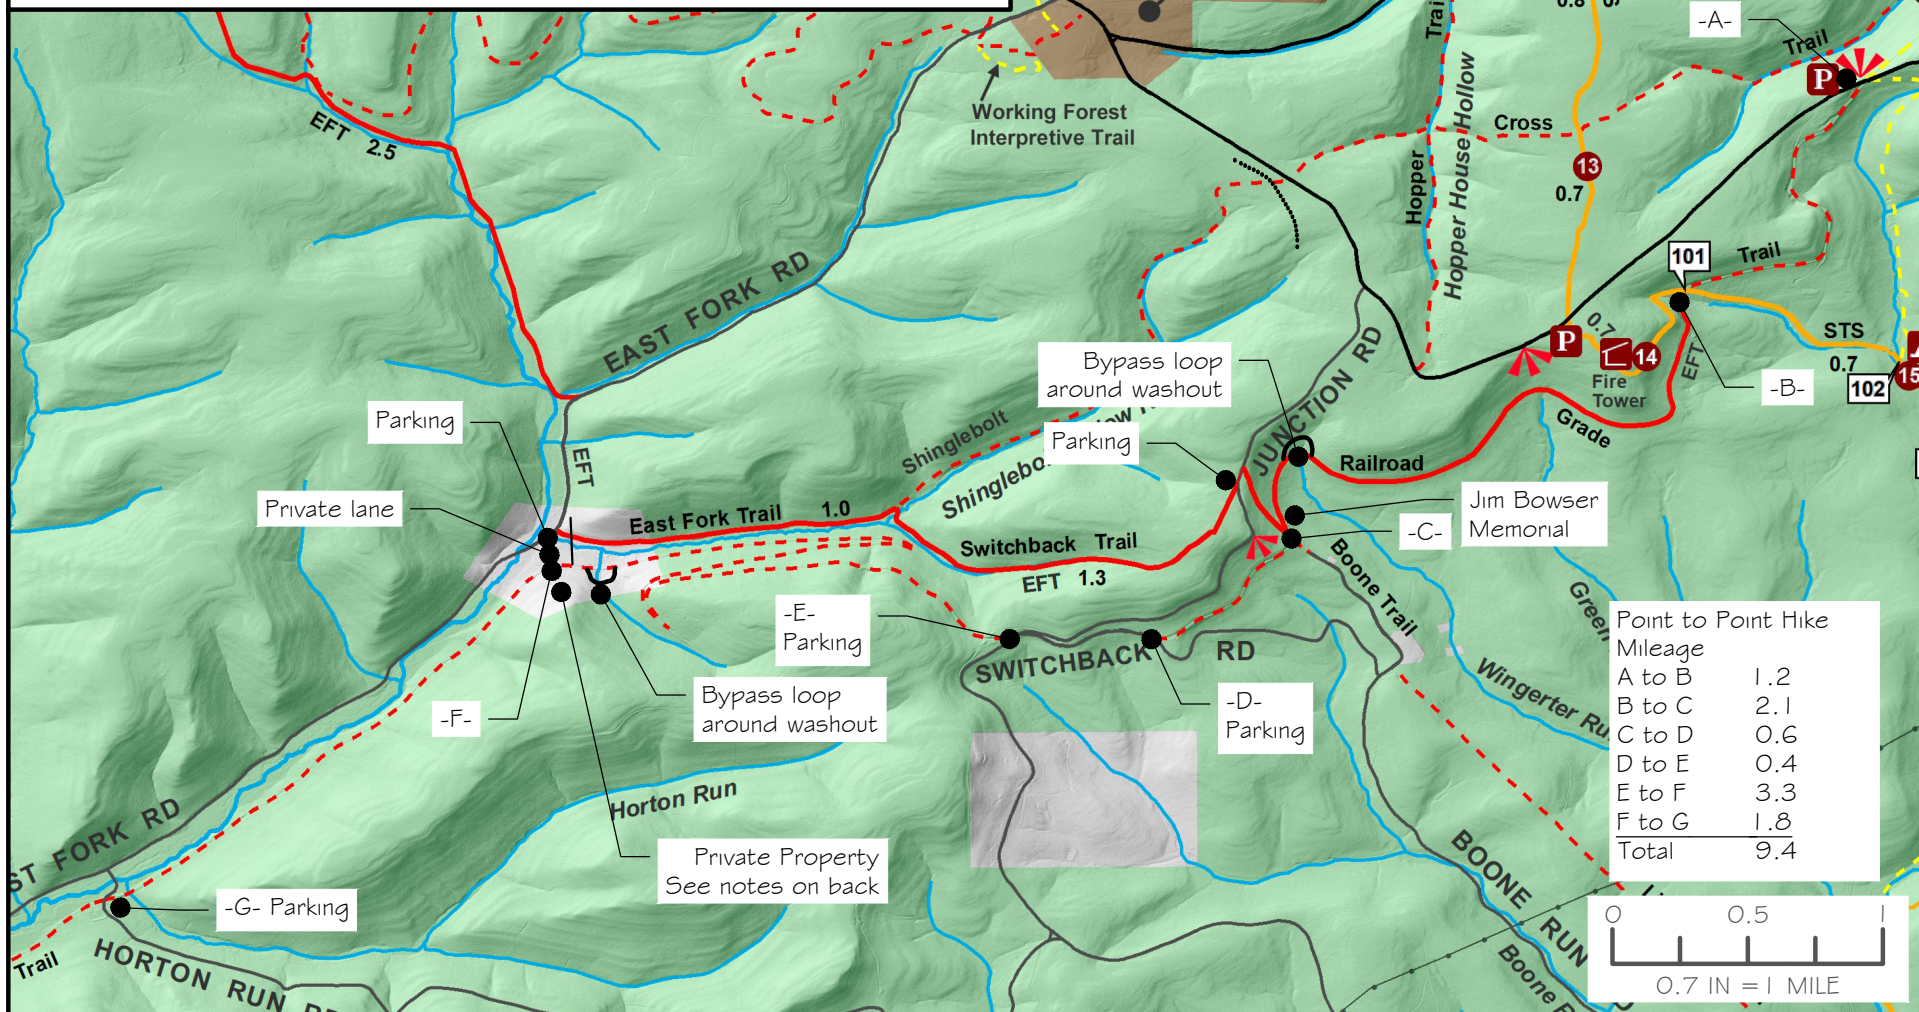 -A-
Trail
P
Trai
0.8
Working Forest
Interpretive Trail
Cross
Hopper
Hopper House Hollow
13
0.7
EFT 2.5
EAST FORK RD
101
Trail
P
0.7
14
Fire
Tower
EFT
STS
0.7
15
102
-B-
Bypass loop
around washout
JUNCTION RD
Parking
Parking
Shinglebolt
Grade
Railroad
EFT
Private lane
East Fork Trail 1.0
Switchback Trail
EFT 1.3
Jim Bowser
Memorial
-C-
Boone Trail
Green
-E-
Parking
SWITCHBACK RD
-D-
Parking
Wingerter Ru
-F-
Bypass loop
around washout
Point to Point Hike
Mileage
A to B 1.2
B to C 2.1
C to D 0.6
D to E 0.4
E to F 3.3
F to G 1.8
Total 9.4
Horton Run
ST FORK RD
Private Property
See notes on back
-G- Parking
Trail
HORTON RUN
BOONE RUN
Boone
0 0.5 1
0.7 IN = 1 MILE